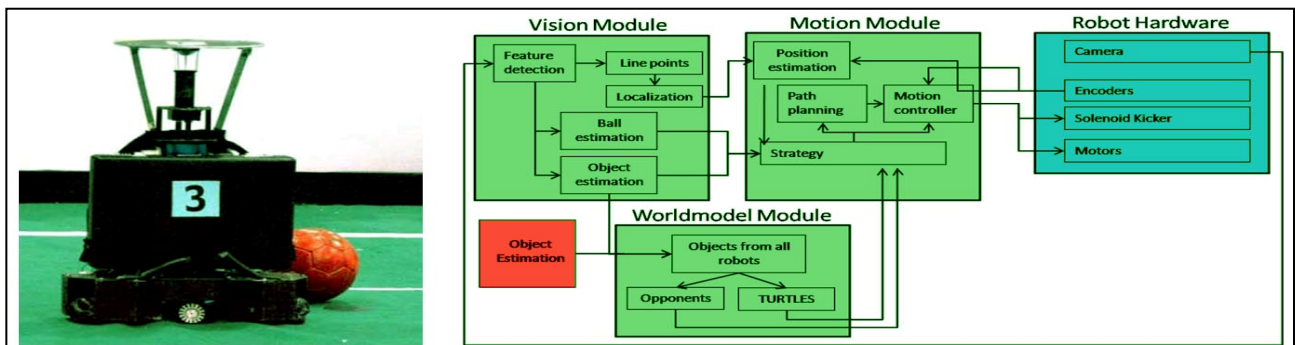 3
Vision Module
Feature
detection
Line points
Localization
Ball
estimation
Object
estimation
Motion Module
Position
estimation
Path
planning
Motion
controller
Strategy
Robot Hardware
Camera
Encoders
Solenoid Kicker
Motors
Object
Estimation
Worldmodel Module
Objects from all
robots
Opponents
TURTLES